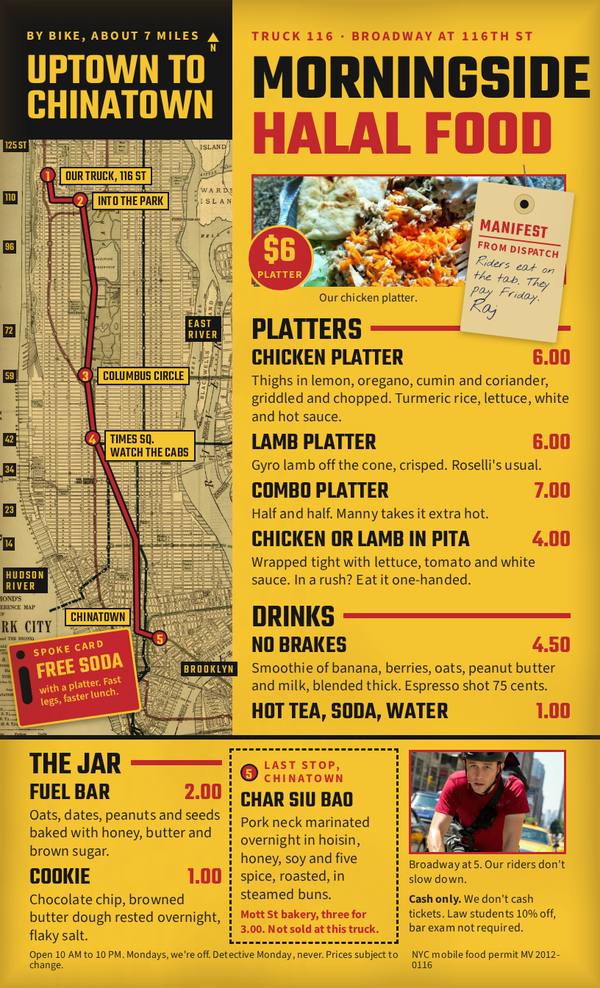 BY BIKE, ABOUT 7 MILES
N
UPTOWN TO
CHINATOWN
125 ST
ISLAND
1
OUR TRUCK, 116 ST
110
2
INTO THE PARK
WARDS
ISLAN
96
72
EAST
RIVER
59
3
COLUMBUS CIRCLE
42
4
TIMES SQ.
WATCH THE CABS
34
23
14
HUDSON
RIVER
RK CITY
CHINATOWN
5
BROOKLYN
SPOKE CARD
FREE SODA
with a platter. Fast
legs, faster lunch.
TRUCK 116 · BROADWAY AT 116TH ST
MORNINGSIDE
HALAL FOOD
$6
PLATTER
MANIFEST
FROM DISPATCH
Riders eat on
the tab. They
pay Friday.
Raj
Our chicken platter.
PLATTERS
CHICKEN PLATTER 6.00
Thighs in lemon, oregano, cumin and coriander,
griddled and chopped. Turmeric rice, lettuce, white
and hot sauce.
LAMB PLATTER 6.00
Gyro lamb off the cone, crisped. Roselli's usual.
COMBO PLATTER 7.00
Half and half. Manny takes it extra hot.
CHICKEN OR LAMB IN PITA 4.00
Wrapped tight with lettuce, tomato and white
sauce. In a rush? Eat it one-handed.
DRINKS
NO BRAKES 4.50
Smoothie of banana, berries, oats, peanut butter
and milk, blended thick. Espresso shot 75 cents.
HOT TEA, SODA, WATER 1.00
THE JAR
FUEL BAR 2.00
Oats, dates, peanuts and seeds
baked with honey, butter and
brown sugar.
COOKIE 1.00
Chocolate chip, browned
butter dough rested overnight,
flaky salt.
5
LAST STOP,
CHINATOWN
CHAR SIU BAO
Pork neck marinated
overnight in hoisin,
honey, soy and five
spice, roasted, in
steamed buns.
Mott St bakery, three for
3.00. Not sold at this truck.
Broadway at 5. Our riders don't
slow down.
Cash only. We don't cash
tickets. Law students 10% off,
bar exam not required.
Open 10 AM to 10 PM. Mondays, we're off. Detective Monday, never. Prices subject to
change.
NYC mobile food permit MV 2012-
0116